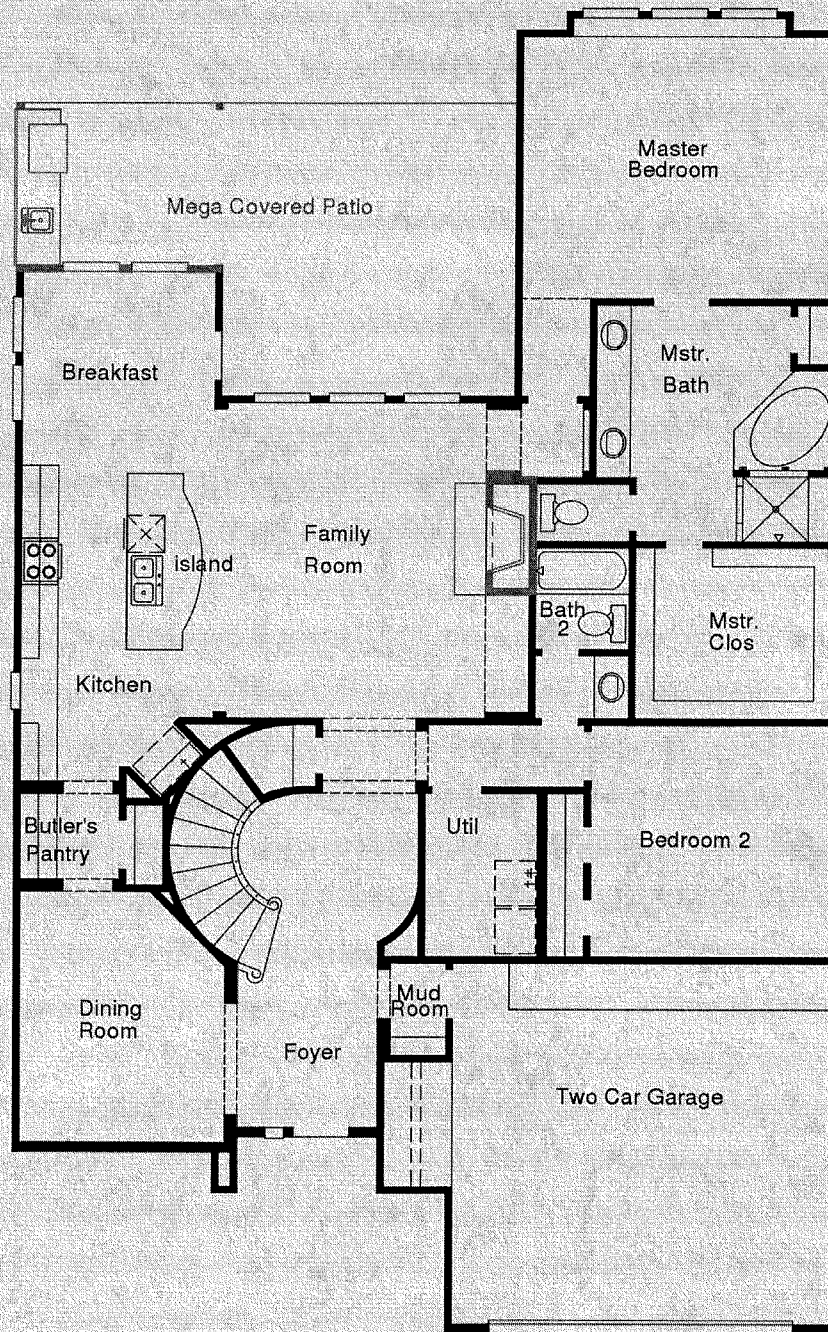 Master
Bedroom
Mega Covered Patio
Mstr.
Bath
Breakfast
Family
Room
island
Bath
2
Mstr.
Clos
Kitchen
Util
Butler's
Pantry
Bedroom 2
Mud
Room
Dining
Room
Foyer
Two Car Garage